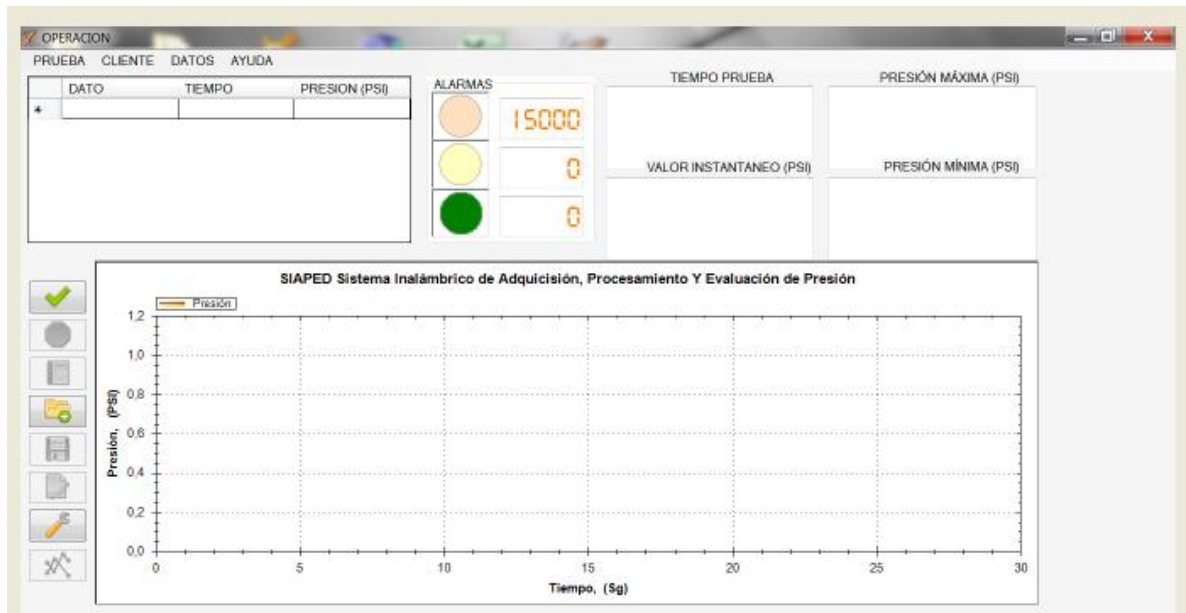 OPERACION
PRUEBA CLIENTE DATOS AYUDA
DATO TIEMPO PRESION (PSI)
*
ALARMAS
15000
0
0
TIEMPO PRUEBA
PRESIÓN MÁXIMA (PSI)
VALOR INSTANTANEO (PSI)
PRESIÓN MÍNIMA (PSI)
SIAPED Sistema Inalámbrico de Adquicisión, Procesamiento Y Evaluación de Presión
Presión
1,2
1,0
0,8
0,6
0,4
0,2
0,0
Presión, (PSI)
0 5 10 15 20 25 30
Tiempo, (Sg)